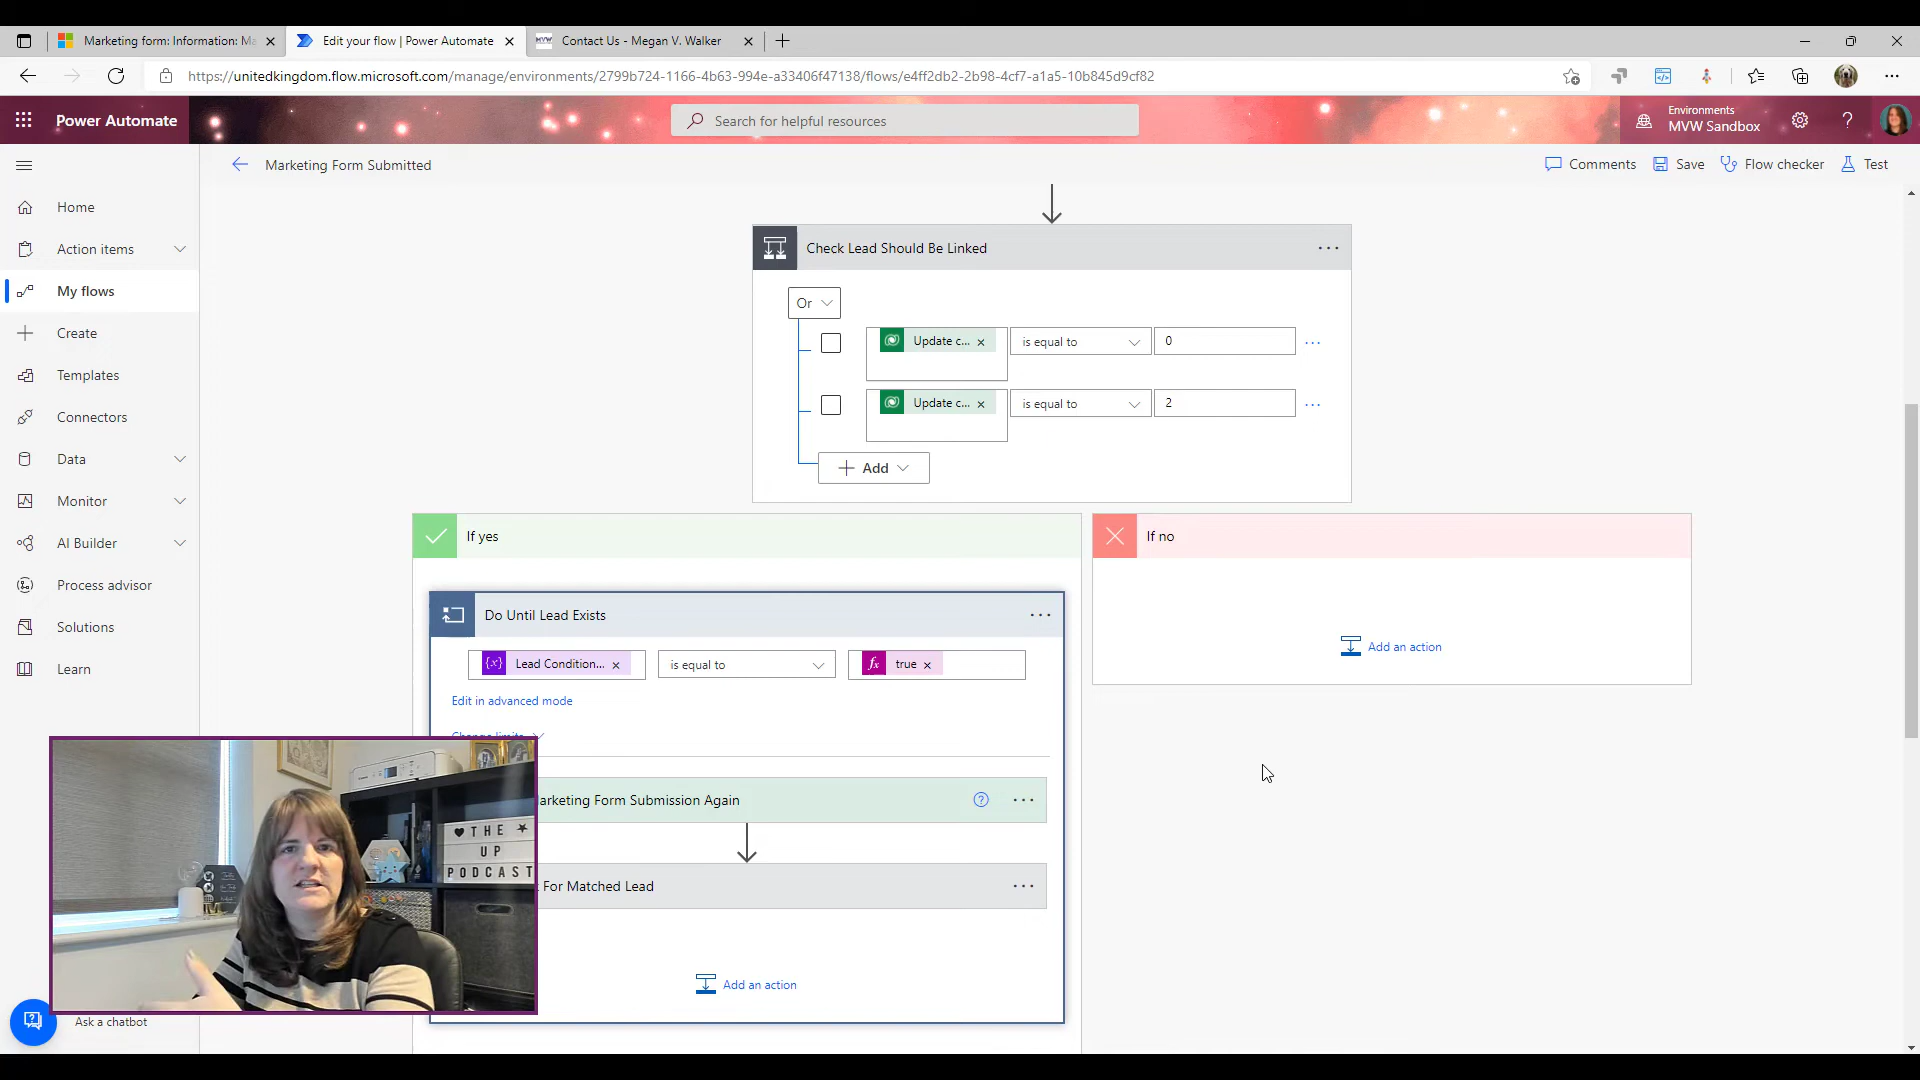 Marketing form: Information: Ma
Edit your flow | Power Automate
MVW
Contact Us - Megan V. Walker
https://unitedkingdom.flow.microsoft.com/manage/environments/2799b724-1166-4b63-994e-a33406f47138/flows/e4ff2db2-2b98-4cf7-a1a5-10b845d9cf82
Power Automate
Search for helpful resources
Environments
MVW Sandbox
Marketing Form Submitted
Comments
Save
Flow checker
Test
Home
Action items
My flows
Create
Templates
Connectors
Data
Monitor
AI Builder
Process advisor
Solutions
Learn
Ask a chatbot
Check Lead Should Be Linked
Or
Update c...
is equal to
0
Update c...
is equal to
2
Add
If yes
If no
Add an action
Do Until Lead Exists
{x} Lead Condition...
is equal to
fx true
Edit in advanced mode
Change limits
arketing Form Submission Again
For Matched Lead
Add an action
THE
UP
PODCAST